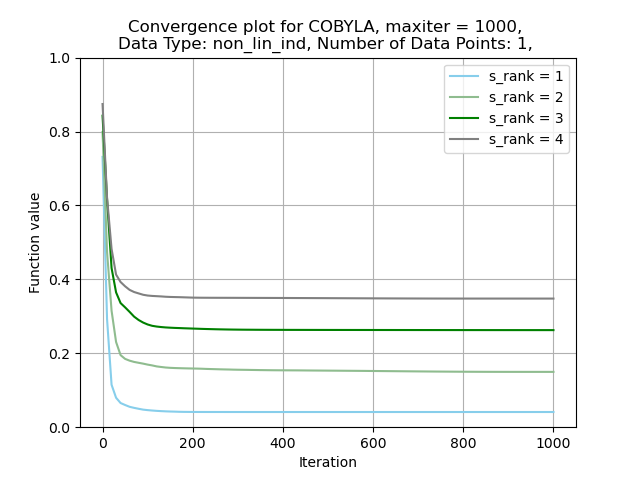 Convergence plot for COBYLA, maxiter = 1000,
Data Type: non_lin_ind, Number of Data Points: 1,
s_rank = 1
s_rank = 2
s_rank = 3
s_rank = 4
Function value
1.0
0.8
0.6
0.4
0.2
0.0
0 200 400 600 800 1000
Iteration